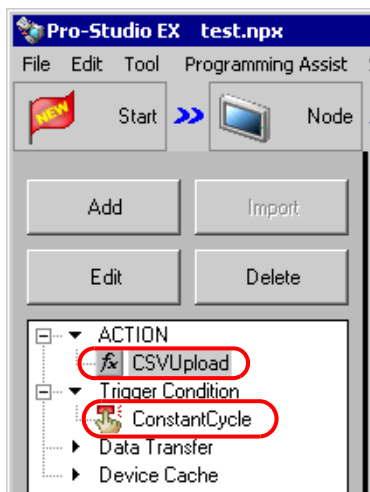 Pro-Studio EX test.npx
File Edit Tool Programming Assist
NEW Start Node
Add Import
Edit Delete
ACTION
fx CSVUpload
Trigger Condition
ConstantCycle
Data Transfer
Device Cache